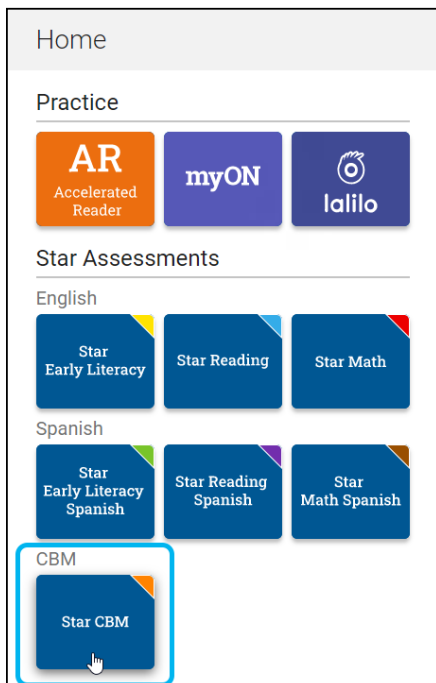 Home
Practice
AR
Accelerated
Reader
myON
lalilo
Star Assessments
English
Star
Early Literacy
Star Reading
Star Math
Spanish
Star
Early Literacy
Spanish
Star Reading
Spanish
Star
Math Spanish
CBM
Star CBM